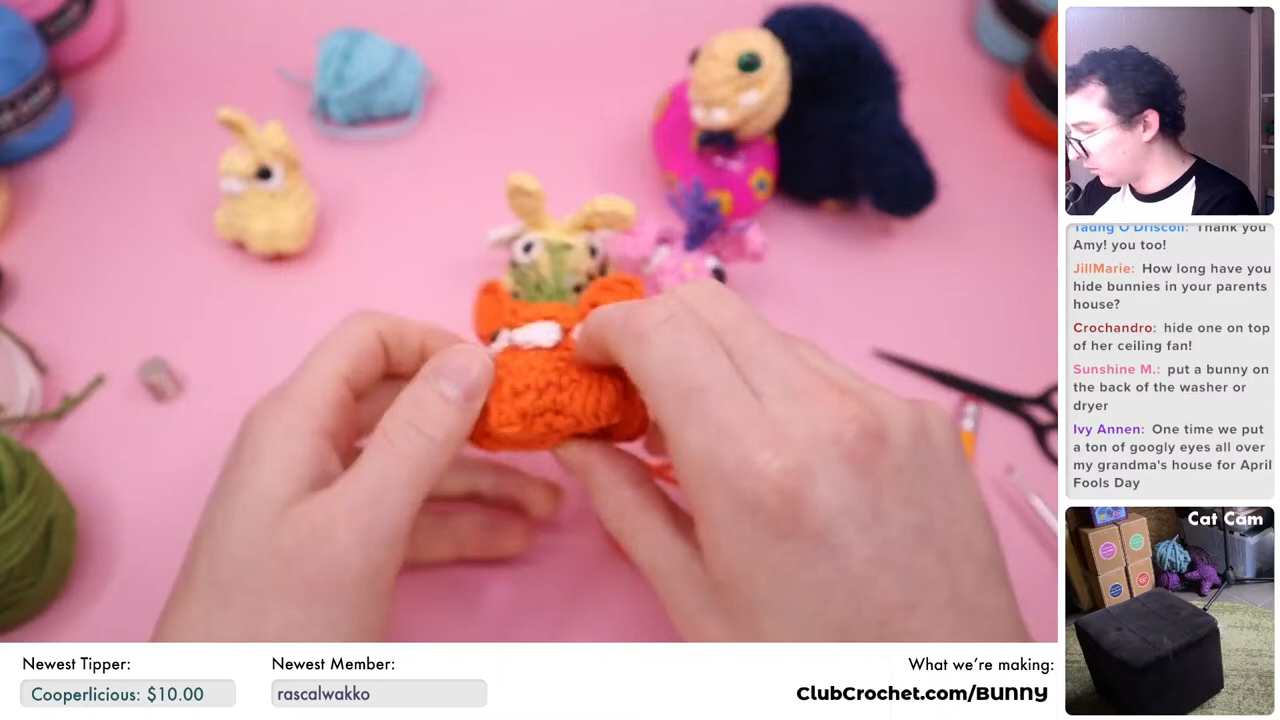 Tadhg O'Driscoll: Thank you
Amy! you too!
JillMarie: How long have you
hide bunnies in your parents
house?
Crochandro: hide one on top
of her ceiling fan!
Sunshine M.: put a bunny on
the back of the washer or
dryer
Ivy Annen: One time we put
a ton of googly eyes all over
my grandma's house for April
Fools Day
Cat Cam
Newest Tipper:
Cooperlicious: $10.00
Newest Member:
rascalwakko
What we're making:
ClubCrochet.com/BUNNY